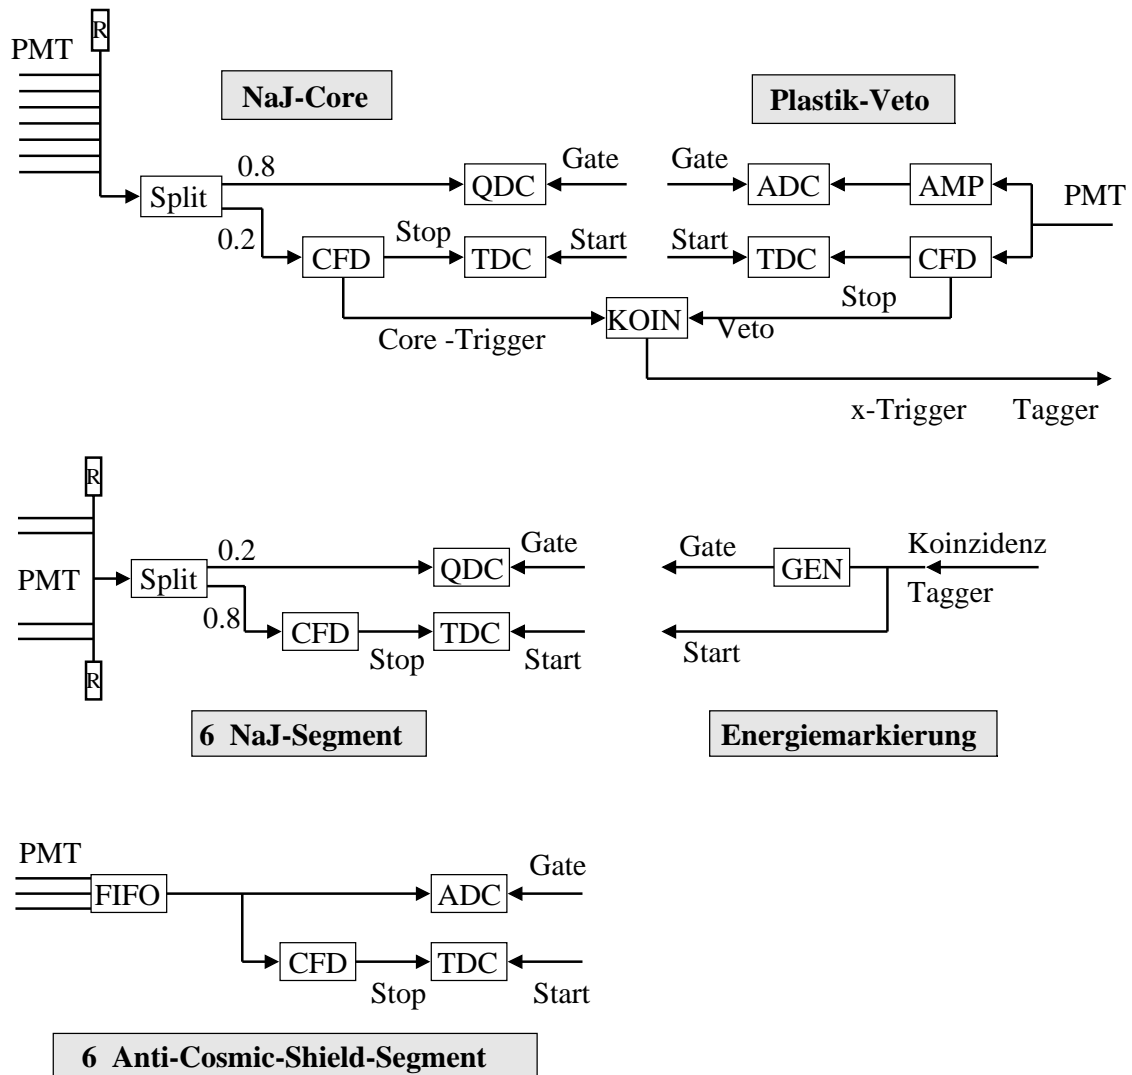 R
PMT
NaJ-Core
Plastik-Veto
0.8
Gate
Gate
Split
QDC
ADC
AMP
PMT
0.2
Stop
Start
Start
CFD
TDC
TDC
CFD
Stop
KOIN
Veto
Core -Trigger
x-Trigger
Tagger
R
0.2
Gate
Gate
Koinzidenz
PMT
Split
QDC
GEN
Tagger
0.8
CFD
TDC
Stop
Start
Start
R
6 NaJ-Segment
Energiemarkierung
PMT
Gate
FIFO
ADC
CFD
TDC
Stop
Start
6 Anti-Cosmic-Shield-Segment